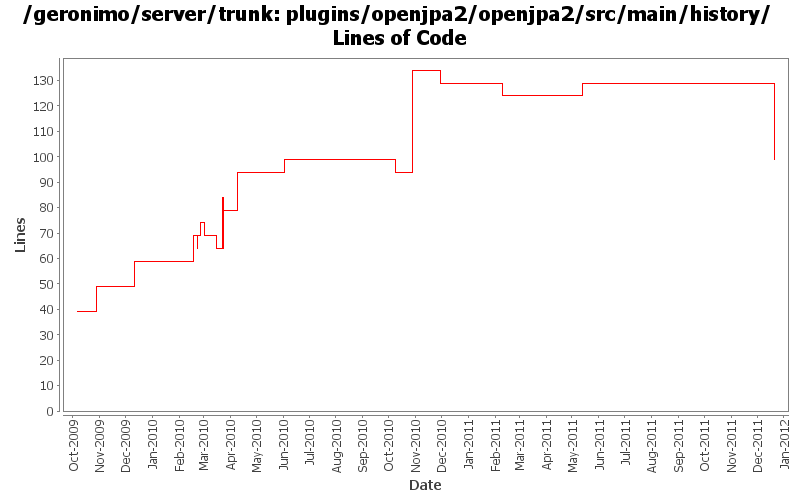 /geronimo/server/trunk: plugins/openjpa2/openjpa2/src/main/history/
Lines of Code
Lines
130
120
110
100
90
80
70
60
50
40
30
20
10
0
Oct-2009
Nov-2009
Dec-2009
Jan-2010
Feb-2010
Mar-2010
Apr-2010
May-2010
Jun-2010
Jul-2010
Aug-2010
Sep-2010
Oct-2010
Nov-2010
Dec-2010
Jan-2011
Feb-2011
Mar-2011
Apr-2011
May-2011
Jun-2011
Jul-2011
Aug-2011
Sep-2011
Oct-2011
Nov-2011
Dec-2011
Jan-2012
Date